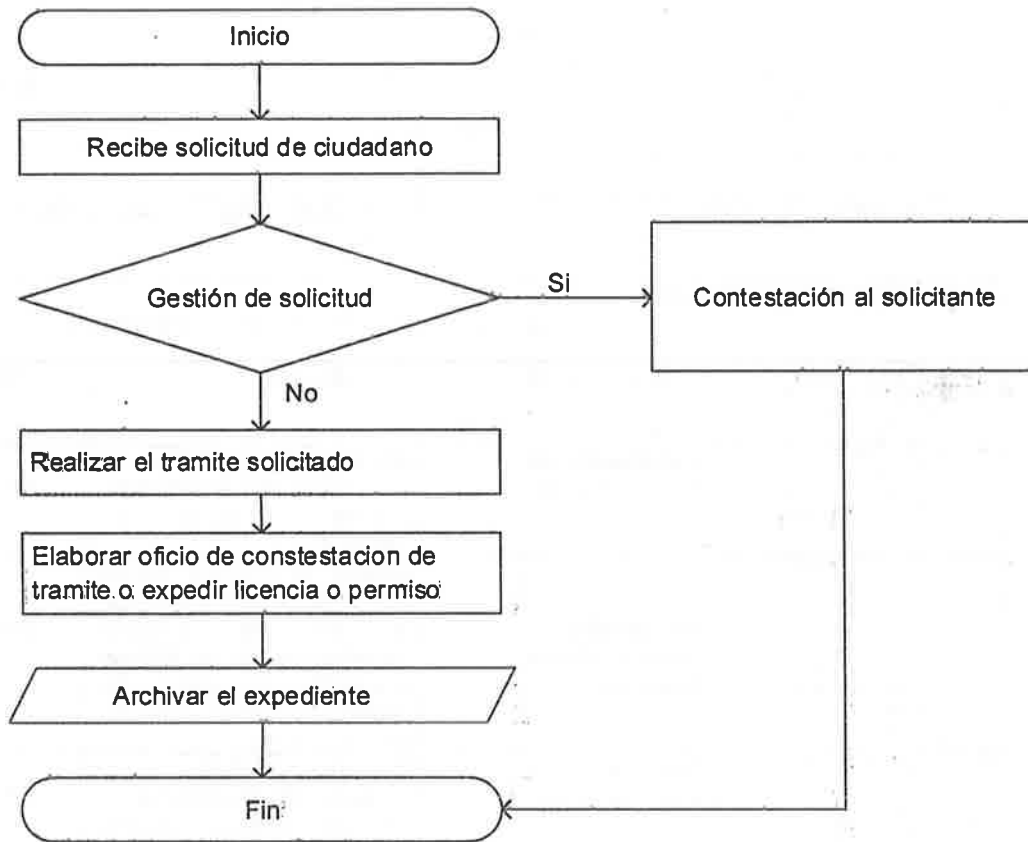 Inicio
Recibe solicitud de ciudadano
Gestión de solicitud
Si
Contestación al solicitante
No
Realizar el tramite solicitado
Elaborar oficio de constestacion de
tramite o expedir licencia o permiso
Archivar el expediente
Fin